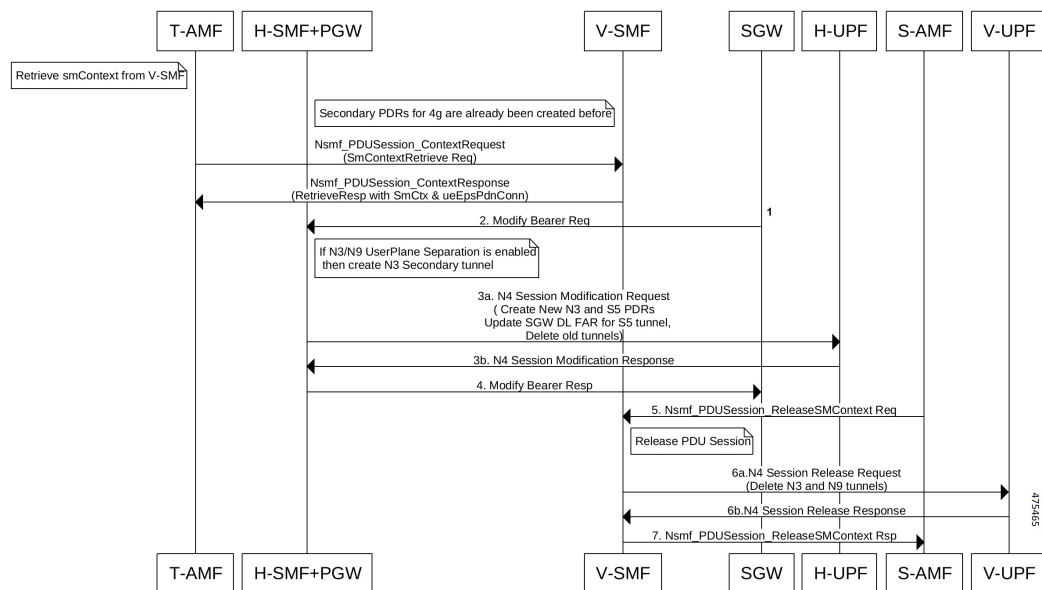 T-AMF H-SMF+PGW V-SMF SGW H-UPF S-AMF V-UPF
Retrieve smContext from V-SMF
Secondary PDRs for 4g are already been created before
Nsmf_PDUSession_ContextRequest
(SmContextRetrieve Req)
Nsmf_PDUSession_ContextResponse
(RetrieveResp with SmCtx & ueEpsPdnConn)
1
2. Modify Bearer Req
If N3/N9 UserPlane Separation is enabled
then create N3 Secondary tunnel
3a. N4 Session Modification Request
( Create New N3 and S5 PDRs
Update SGW DL FAR for S5 tunnel,
Delete old tunnels)
3b. N4 Session Modification Response
4. Modify Bearer Resp
5. Nsmf_PDUSession_ReleaseSMContext Req
Release PDU Session
6a.N4 Session Release Request
(Delete N3 and N9 tunnels)
6b.N4 Session Release Response
7. Nsmf_PDUSession_ReleaseSMContext Rsp
475465
T-AMF H-SMF+PGW V-SMF SGW H-UPF S-AMF V-UPF